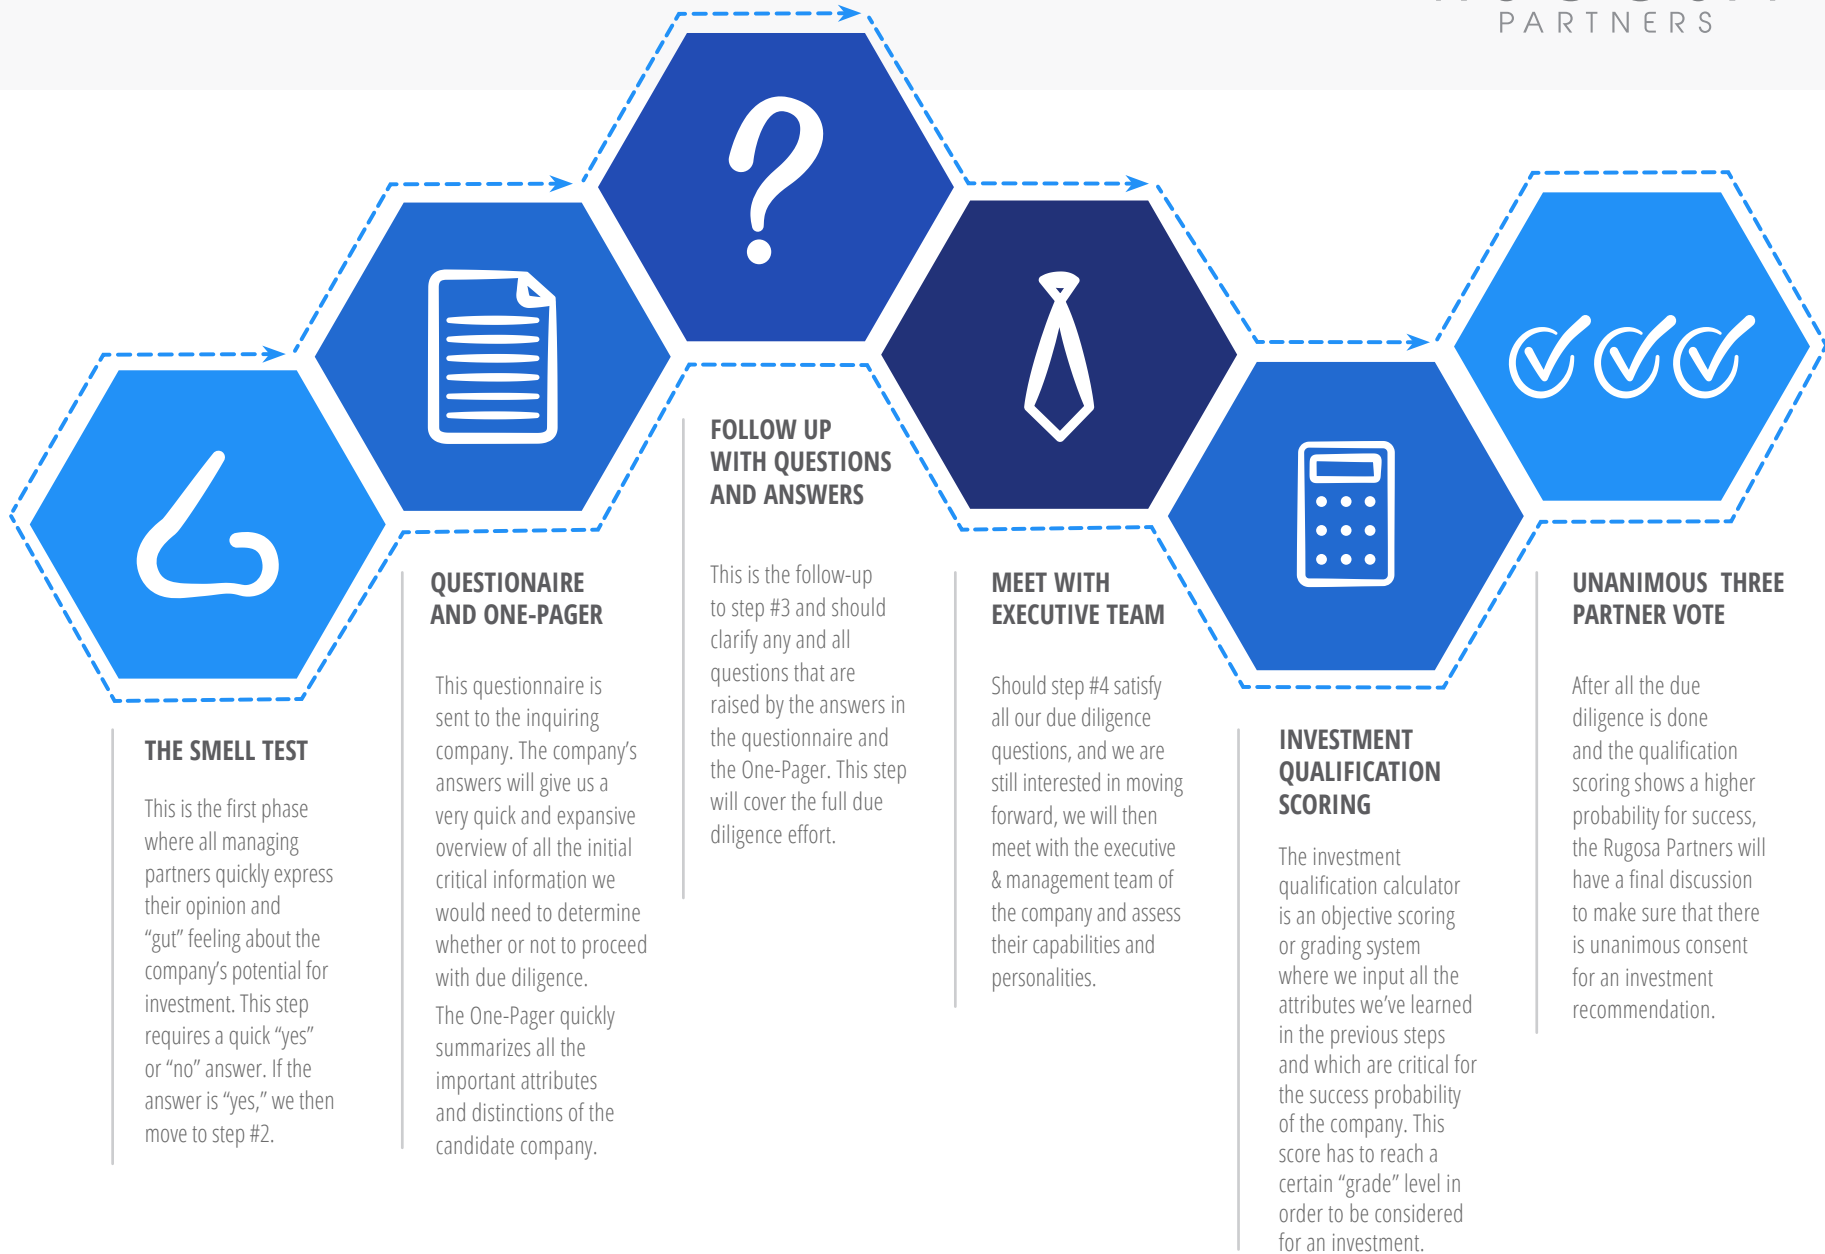 PARTNERS
THE SMELL TEST
This is the first phase
where all managing
partners quickly express
their opinion and
“gut” feeling about the
company’s potential for
investment. This step
requires a quick “yes”
or “no” answer. If the
answer is “yes,” we then
move to step #2.
QUESTIONAIRE
AND ONE-PAGER
This questionnaire is
sent to the inquiring
company. The company’s
answers will give us a
very quick and expansive
overview of all the initial
critical information we
would need to determine
whether or not to proceed
with due diligence.
The One-Pager quickly
summarizes all the
important attributes
and distinctions of the
candidate company.
FOLLOW UP
WITH QUESTIONS
AND ANSWERS
This is the follow-up
to step #3 and should
clarify any and all
questions that are
raised by the answers in
the questionnaire and
the One-Pager. This step
will cover the full due
diligence effort.
MEET WITH
EXECUTIVE TEAM
Should step #4 satisfy
all our due diligence
questions, and we are
still interested in moving
forward, we will then
meet with the executive
& management team of
the company and assess
their capabilities and
personalities.
INVESTMENT
QUALIFICATION
SCORING
The investment
qualification calculator
is an objective scoring
or grading system
where we input all the
attributes we’ve learned
in the previous steps
and which are critical for
the success probability
of the company. This
score has to reach a
certain “grade” level in
order to be considered
for an investment.
UNANIMOUS THREE
PARTNER VOTE
After all the due
diligence is done
and the qualification
scoring shows a higher
probability for success,
the Rugosa Partners will
have a final discussion
to make sure that there
is unanimous consent
for an investment
recommendation.